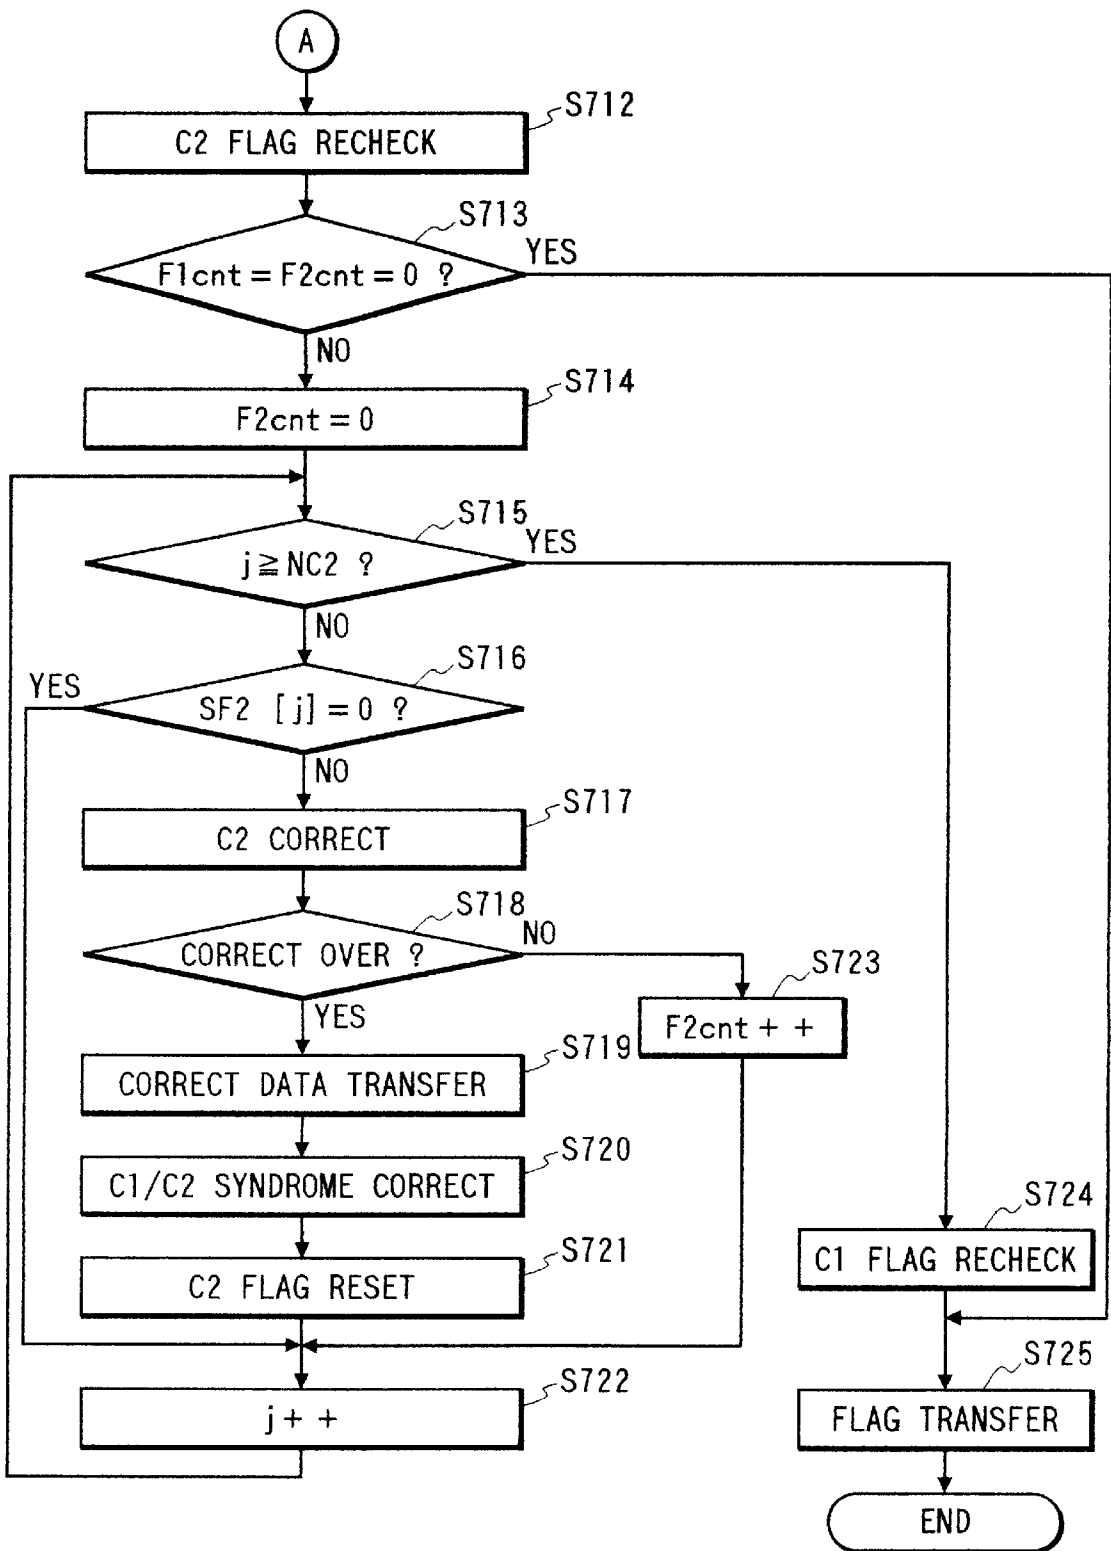 A
S712
C2 FLAG RECHECK
S713
F1cnt = F2cnt = 0 ?
YES
NO
S714
F2cnt = 0
S715
j ≧ NC2 ?
YES
NO
S716
YES
SF2 [j] = 0 ?
NO
S717
C2 CORRECT
S718
CORRECT OVER ?
NO
YES
S723
F2cnt + +
S719
CORRECT DATA TRANSFER
S720
C1/C2 SYNDROME CORRECT
S721
C2 FLAG RESET
S722
j + +
S724
C1 FLAG RECHECK
S725
FLAG TRANSFER
END